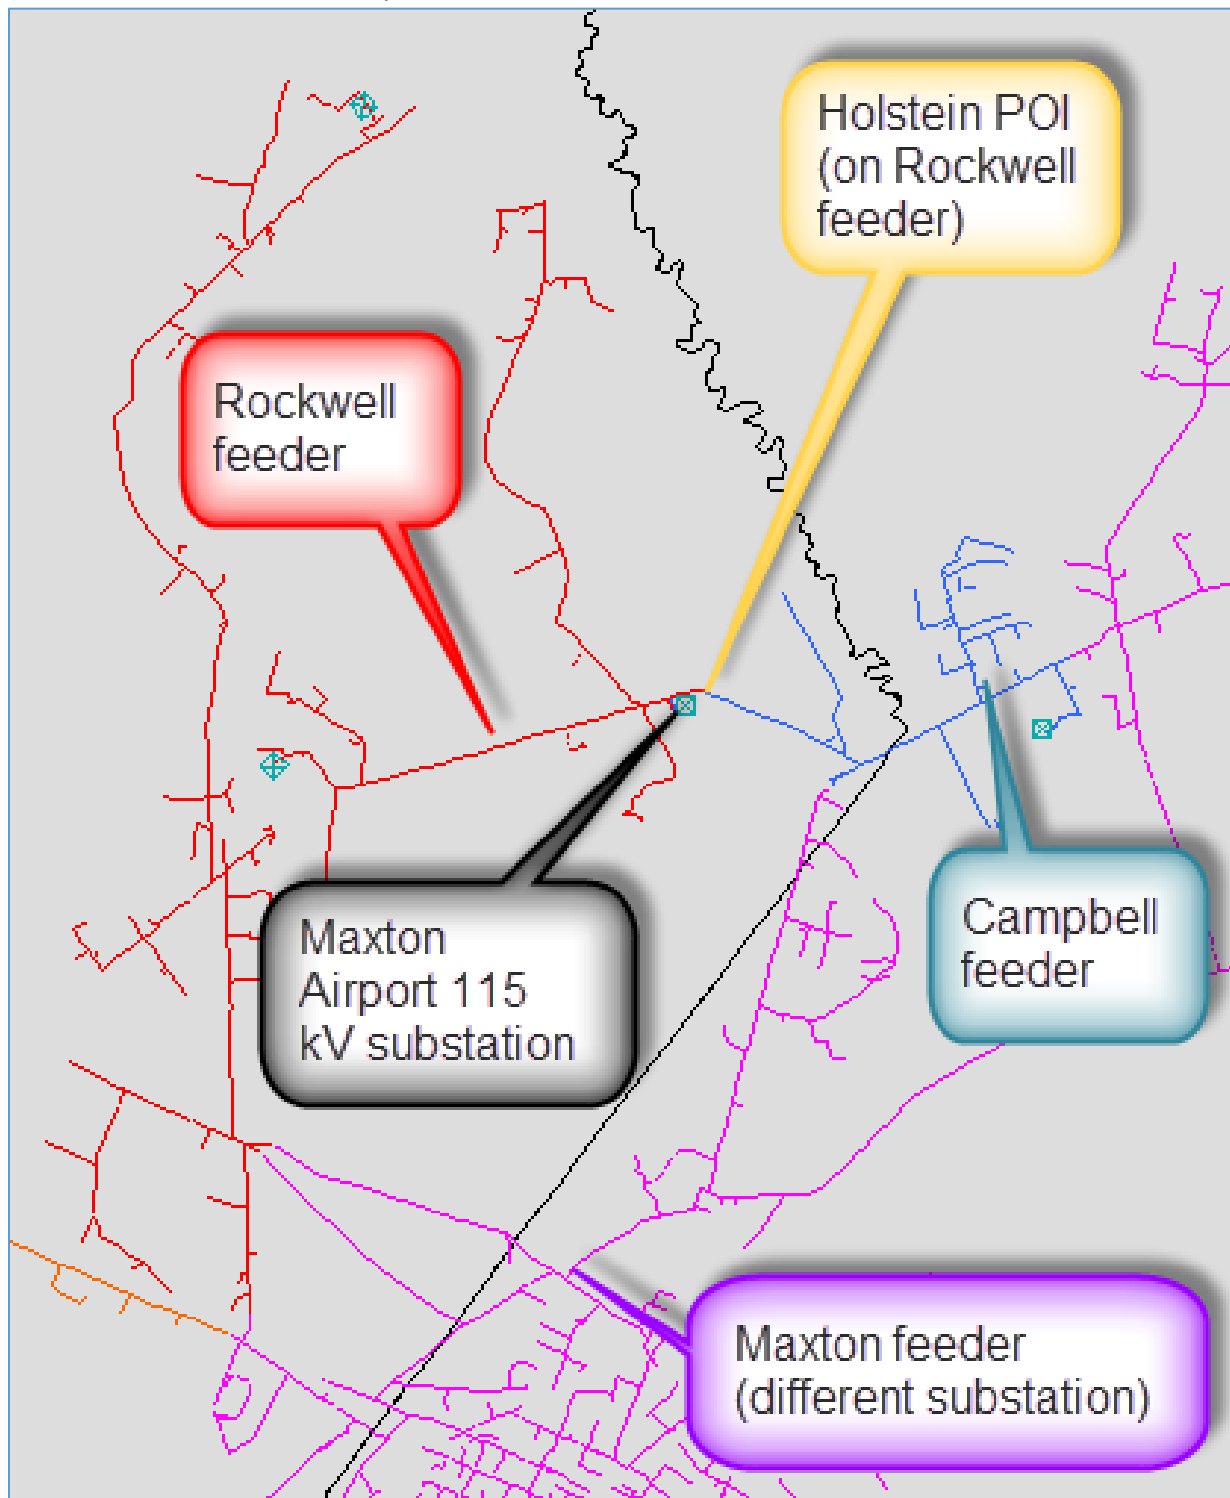 Holstein POI
(on Rockwell
feeder)
Rockwell
feeder
Maxton
Airport 115
kV substation
Campbell
feeder
Maxton feeder
(different substation)